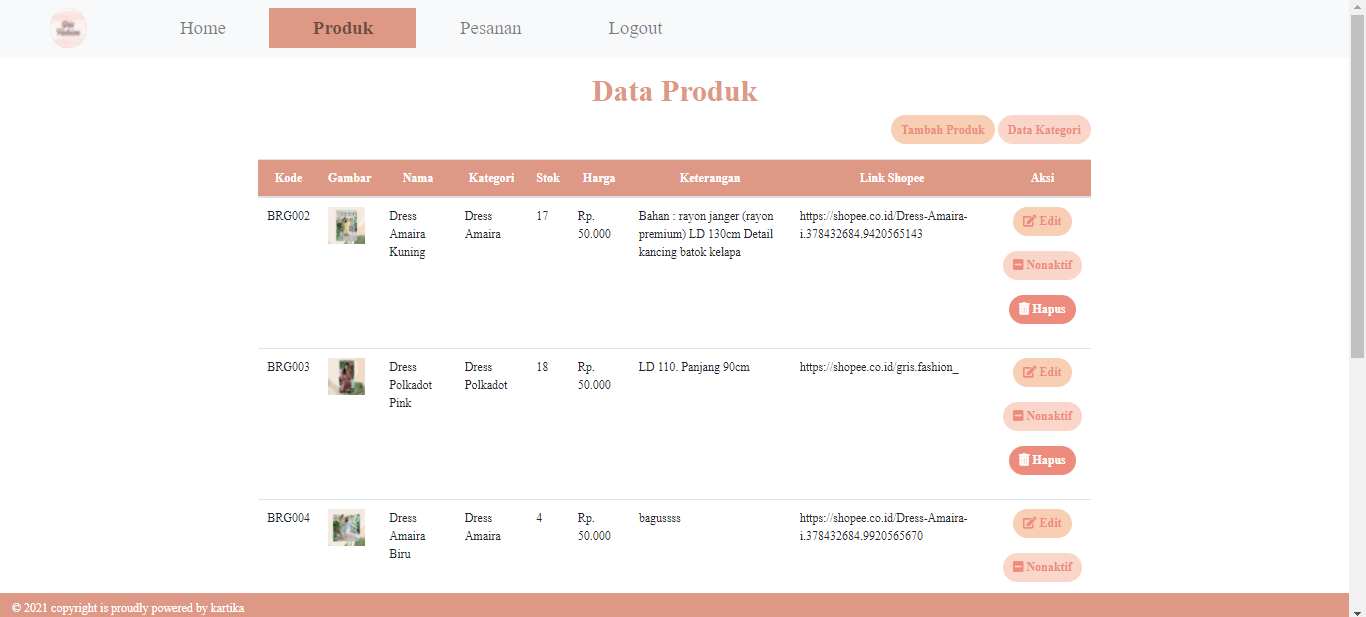 Home Produk Pesanan Logout
Data Produk
Tambah Produk Data Kategori
Kode Gambar Nama Kategori Stok Harga Keterangan Link Shopee Aksi
BRG002 Dress Dress 17 Rp. Bahan : rayon janger (rayon https://shopee.co.id/Dress-Amaira- Edit
Amaira Amaira 50.000 premium) LD 130cm Detail i.378432684.9420565143
Kuning kancing batok kelapa
Nonaktif
Hapus
BRG003 Dress Dress 18 Rp. LD 110. Panjang 90cm https://shopee.co.id/gris.fashion_ Edit
Polkadot Polkadot 50.000
Pink
Nonaktif
Hapus
BRG004 Dress Dress 4 Rp. bagussss https://shopee.co.id/Dress-Amaira- Edit
Amaira Amaira 50.000 i.378432684.9920565670
Biru
Nonaktif
© 2021 copyright is proudly powered by kartika